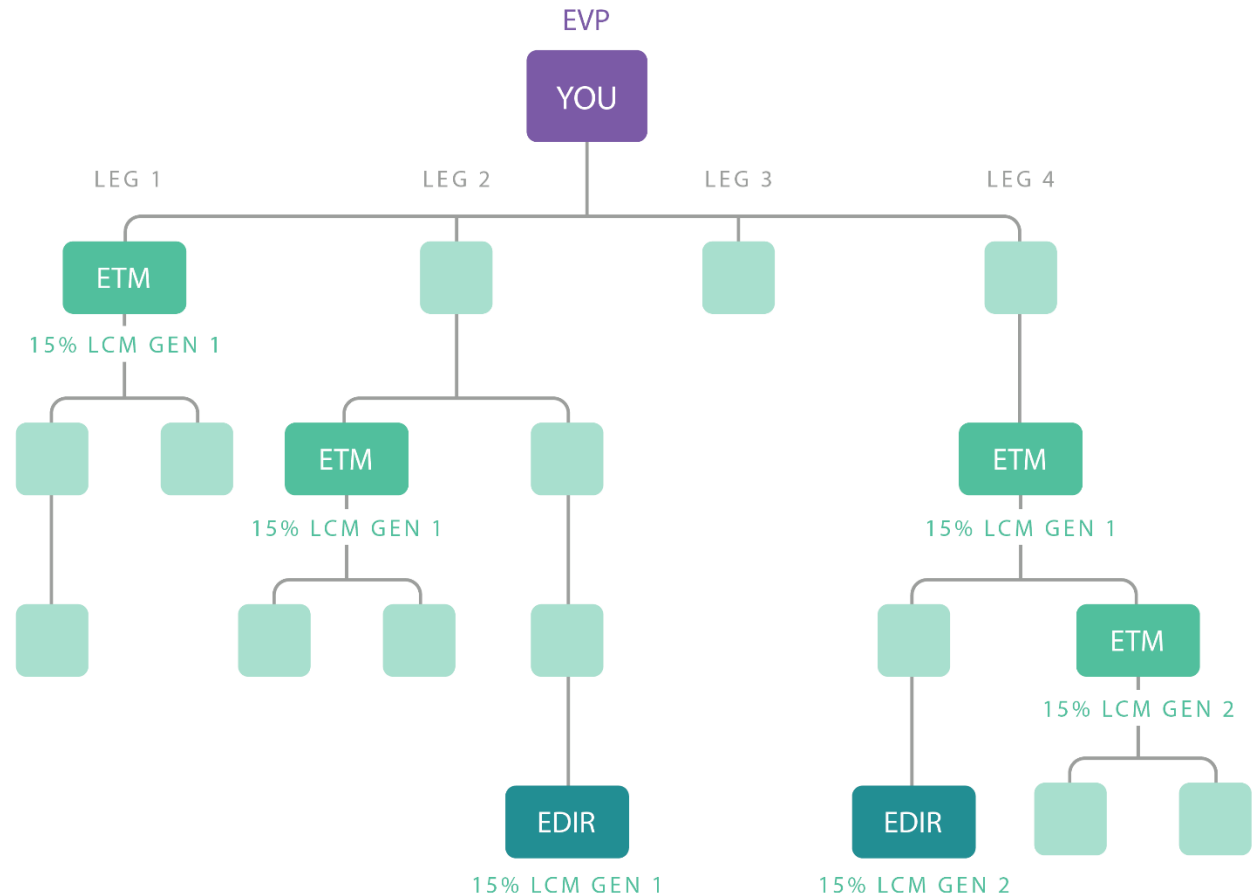 EVP
YOU
LEG 1
LEG 2
LEG 3
LEG 4
ETM
15% LCM GEN 1
ETM
ETM
15% LCM GEN 1
15% LCM GEN 1
ETM
15% LCM GEN 2
EDIR
EDIR
15% LCM GEN 1
15% LCM GEN 2